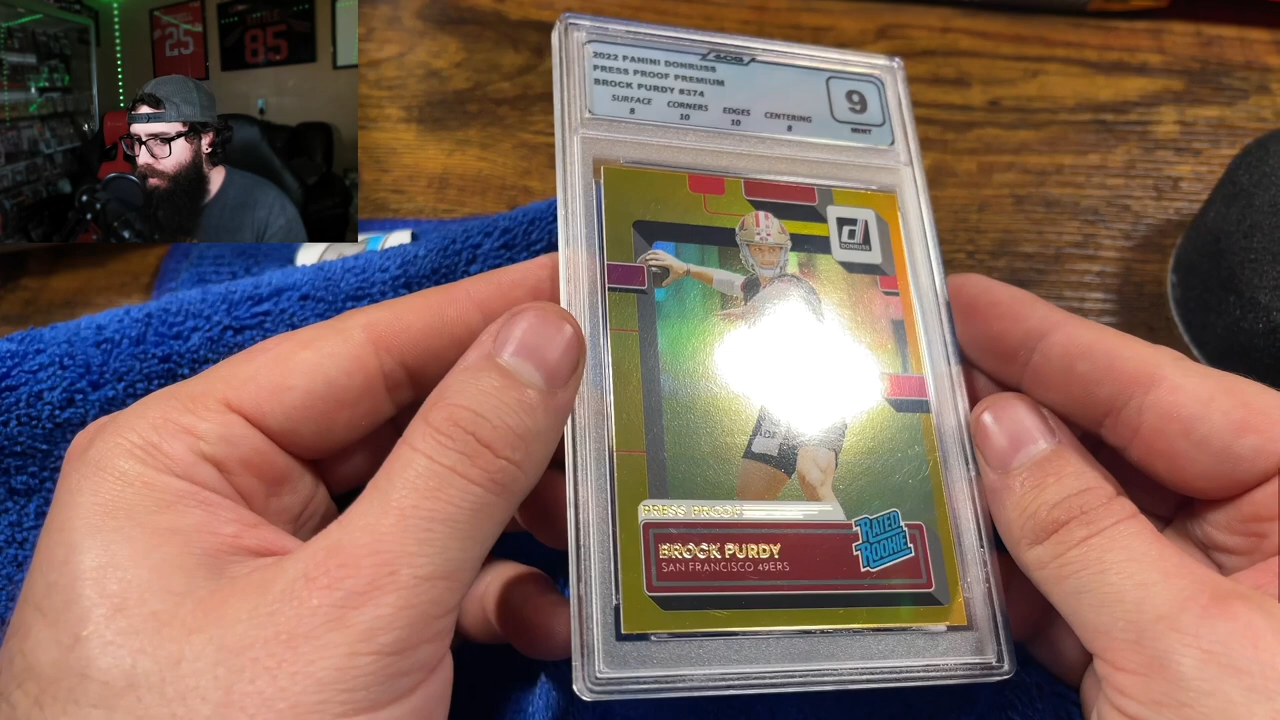 25
KITTLE
85
2022 PANINI DONRUSS
PRESS PROOF PREMIUM
BROCK PURDY #374
SURFACE CORNERS EDGES CENTERING
8 10 10 8
9
MINT
DONRUSS
PRESS PROOF
BROCK PURDY
SAN FRANCISCO 49ERS
RATED
ROOKIE